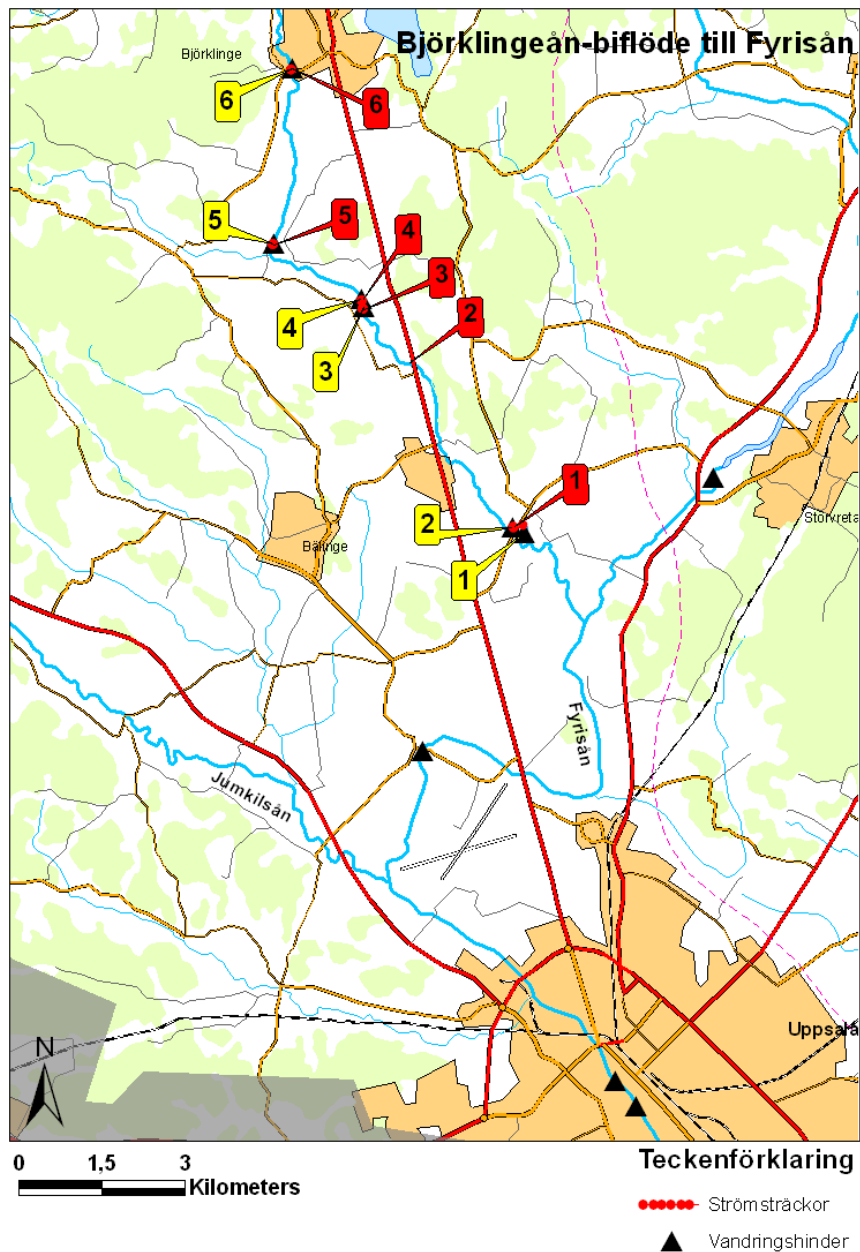 Björklingeån-biflöde till Fyrisån
Björklinge
6
6
5
5
4
3
4
2
3
1
2
1
Storvreta
Bälinge
Fyrisån
Jumkilsån
Uppsala
N
0 1,5 3
Kilometers
Teckenförklaring
Strömsträckor
Vandringshinder